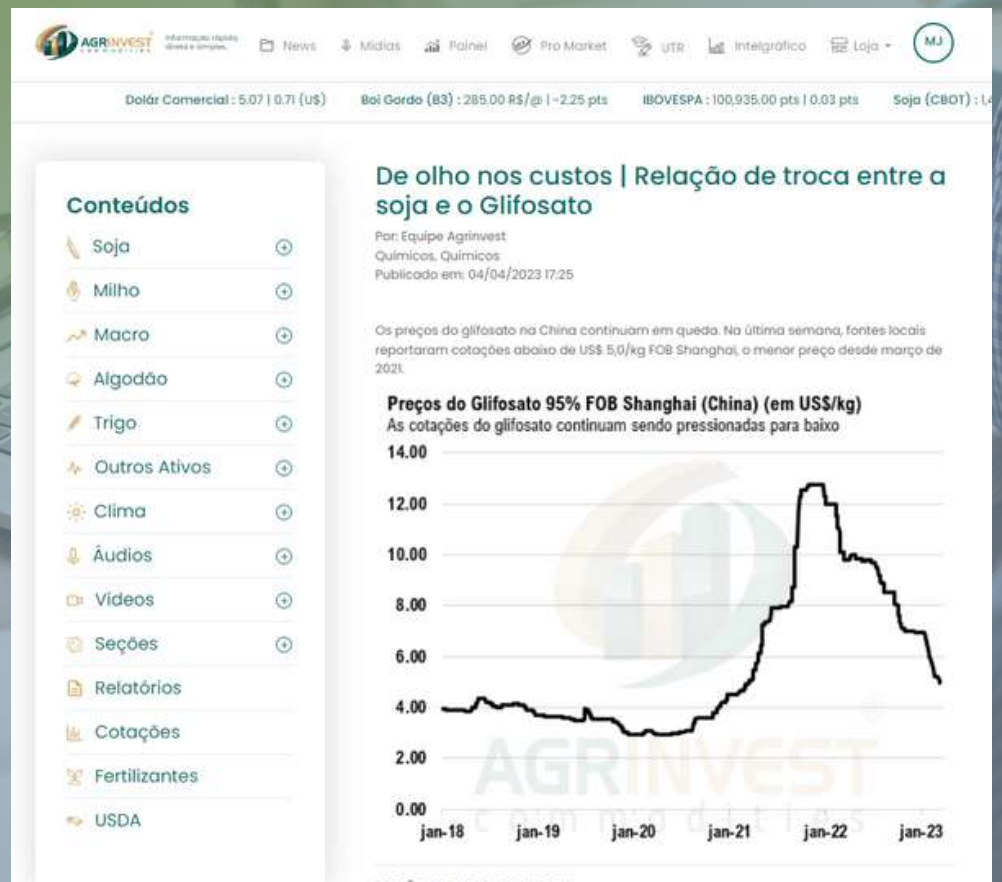 AGRINVEST
commodities
informação rápida,
direta e simples.
News
Mídias
Painel
Pro Market
UTR
Intelgráfico
Loja
MJ
Dolár Comercial : 5.07 | 0.71 (U$)
Boi Gordo (B3) : 285.00 R$/@ | -2.25 pts
IBOVESPA : 100,935.00 pts | 0.03 pts
Soja (CBOT) :
Conteúdos
Soja
Milho
Macro
Algodão
Trigo
Outros Ativos
Clima
Áudios
Vídeos
Seções
Relatórios
Cotações
Fertilizantes
USDA
De olho nos custos | Relação de troca entre a
soja e o Glifosato
Por: Equipe Agrinvest
Químicos, Químicos
Publicado em: 04/04/2023 17:25
Os preços do glifosato na China continuam em queda. Na última semana, fontes locais
reportaram cotações abaixo de US$ 5,0/kg FOB Shanghai, o menor preço desde março de
2021.
Preços do Glifosato 95% FOB Shanghai (China) (em US$/kg)
As cotações do glifosato continuam sendo pressionadas para baixo
14.00
12.00
10.00
8.00
6.00
4.00
2.00
0.00
jan-18 jan-19 jan-20 jan-21 jan-22 jan-23
AGRINVEST
commodities